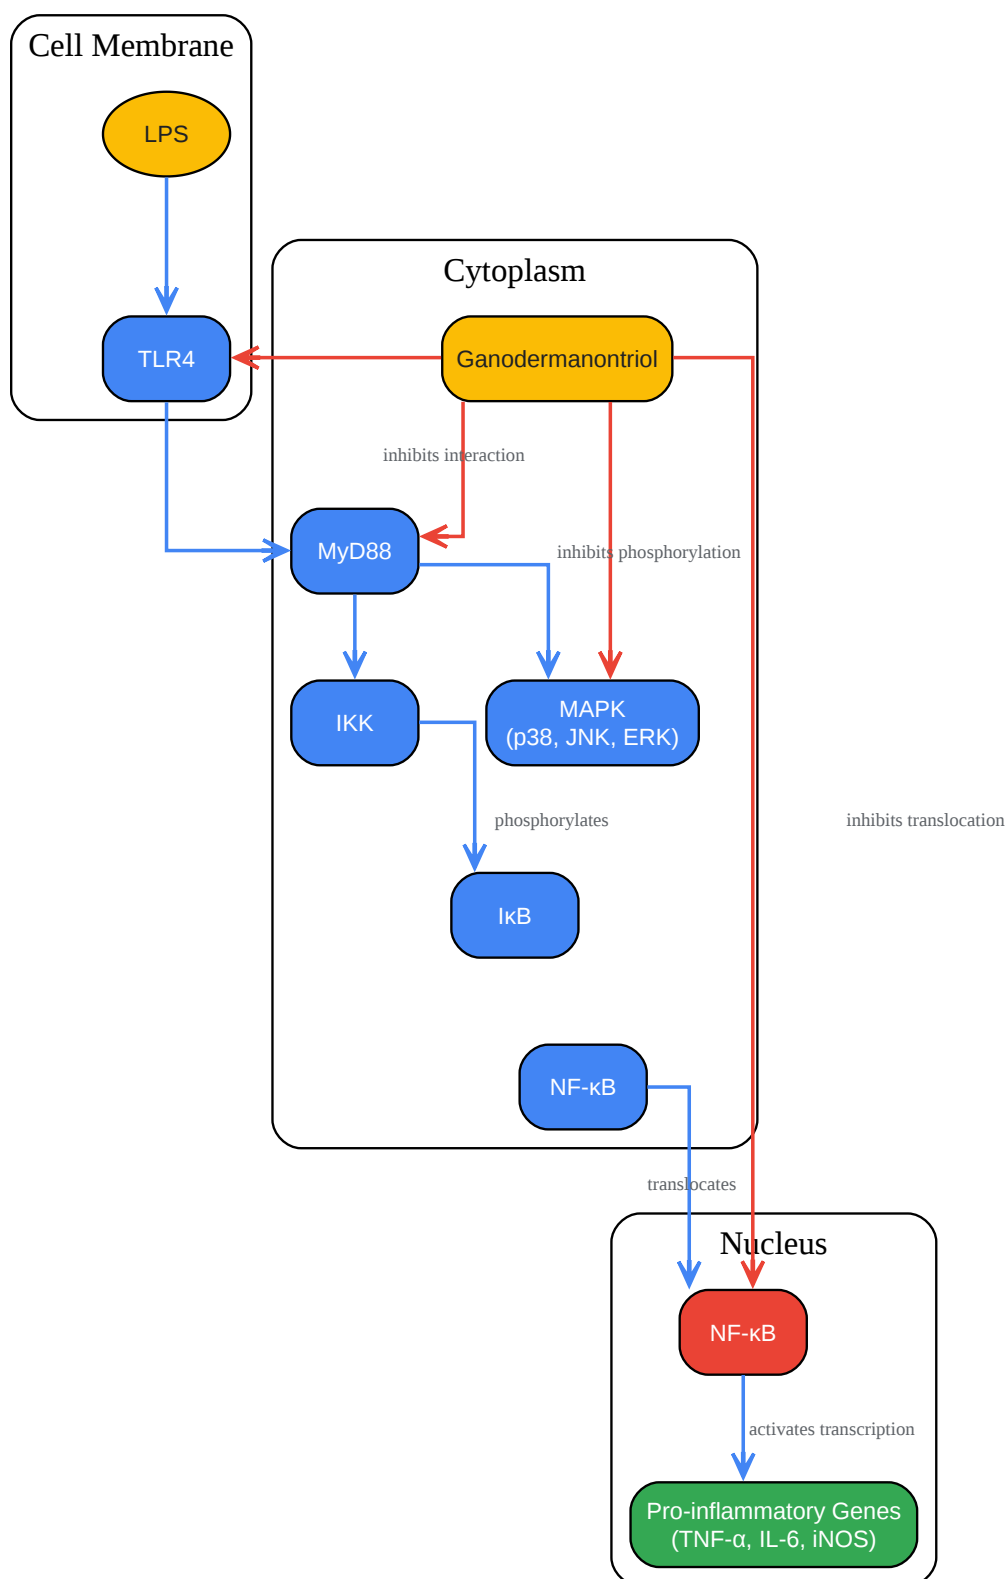 Cell Membrane
LPS
Cytoplasm
TLR4
Ganodermanontriol
inhibits interaction
MyD88
inhibits phosphorylation
IKK
MAPK
(p38, JNK, ERK)
phosphorylates
inhibits translocation
IκB
NF-κB
translocates
Nucleus
NF-κB
activates transcription
Pro-inflammatory Genes
(TNF-α, IL-6, iNOS)